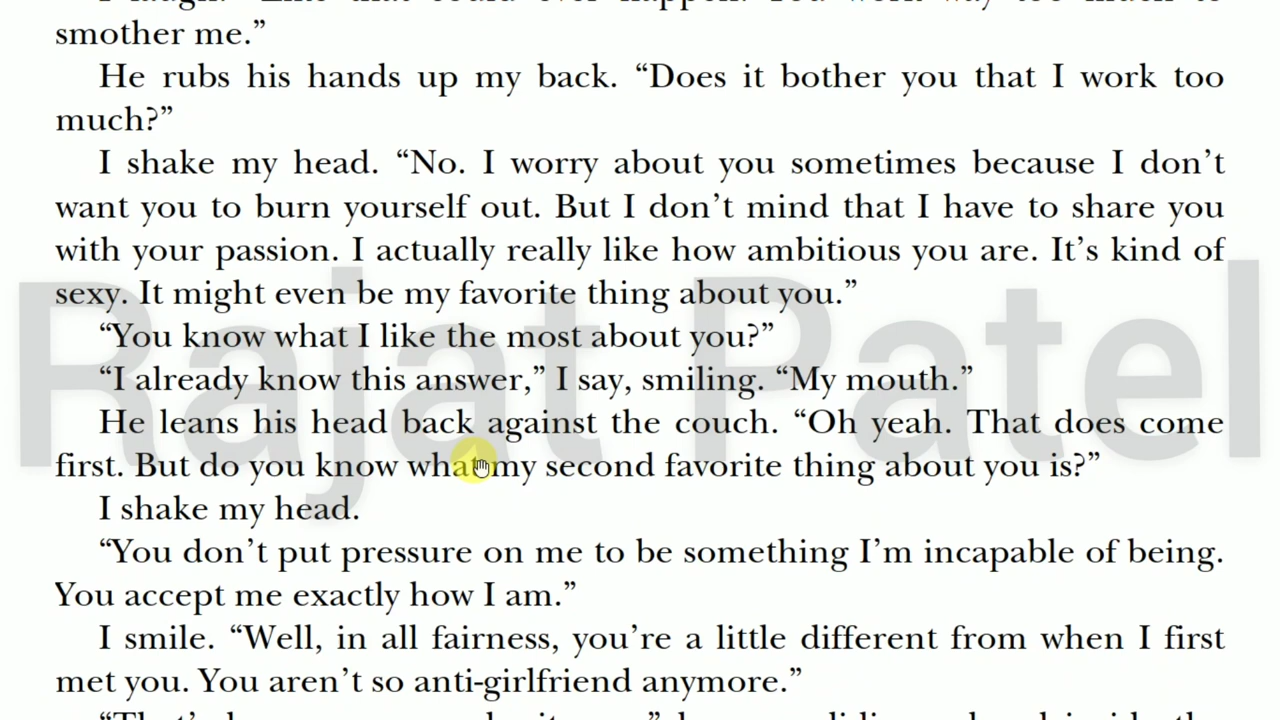 smother me.”
He rubs his hands up my back. “Does it bother you that I work too
much?”
I shake my head. “No. I worry about you sometimes because I don’t
want you to burn yourself out. But I don’t mind that I have to share you
with your passion. I actually really like how ambitious you are. It’s kind of
sexy. It might even be my favorite thing about you.”
“You know what I like the most about you?”
“I already know this answer,” I say, smiling. “My mouth.”
Rajat Patel
He leans his head back against the couch. “Oh yeah. That does come
first. But do you know what my second favorite thing about you is?”
I shake my head.
“You don’t put pressure on me to be something I’m incapable of being.
You accept me exactly how I am.”
I smile. “Well, in all fairness, you’re a little different from when I first
met you. You aren’t so anti-girlfriend anymore.”